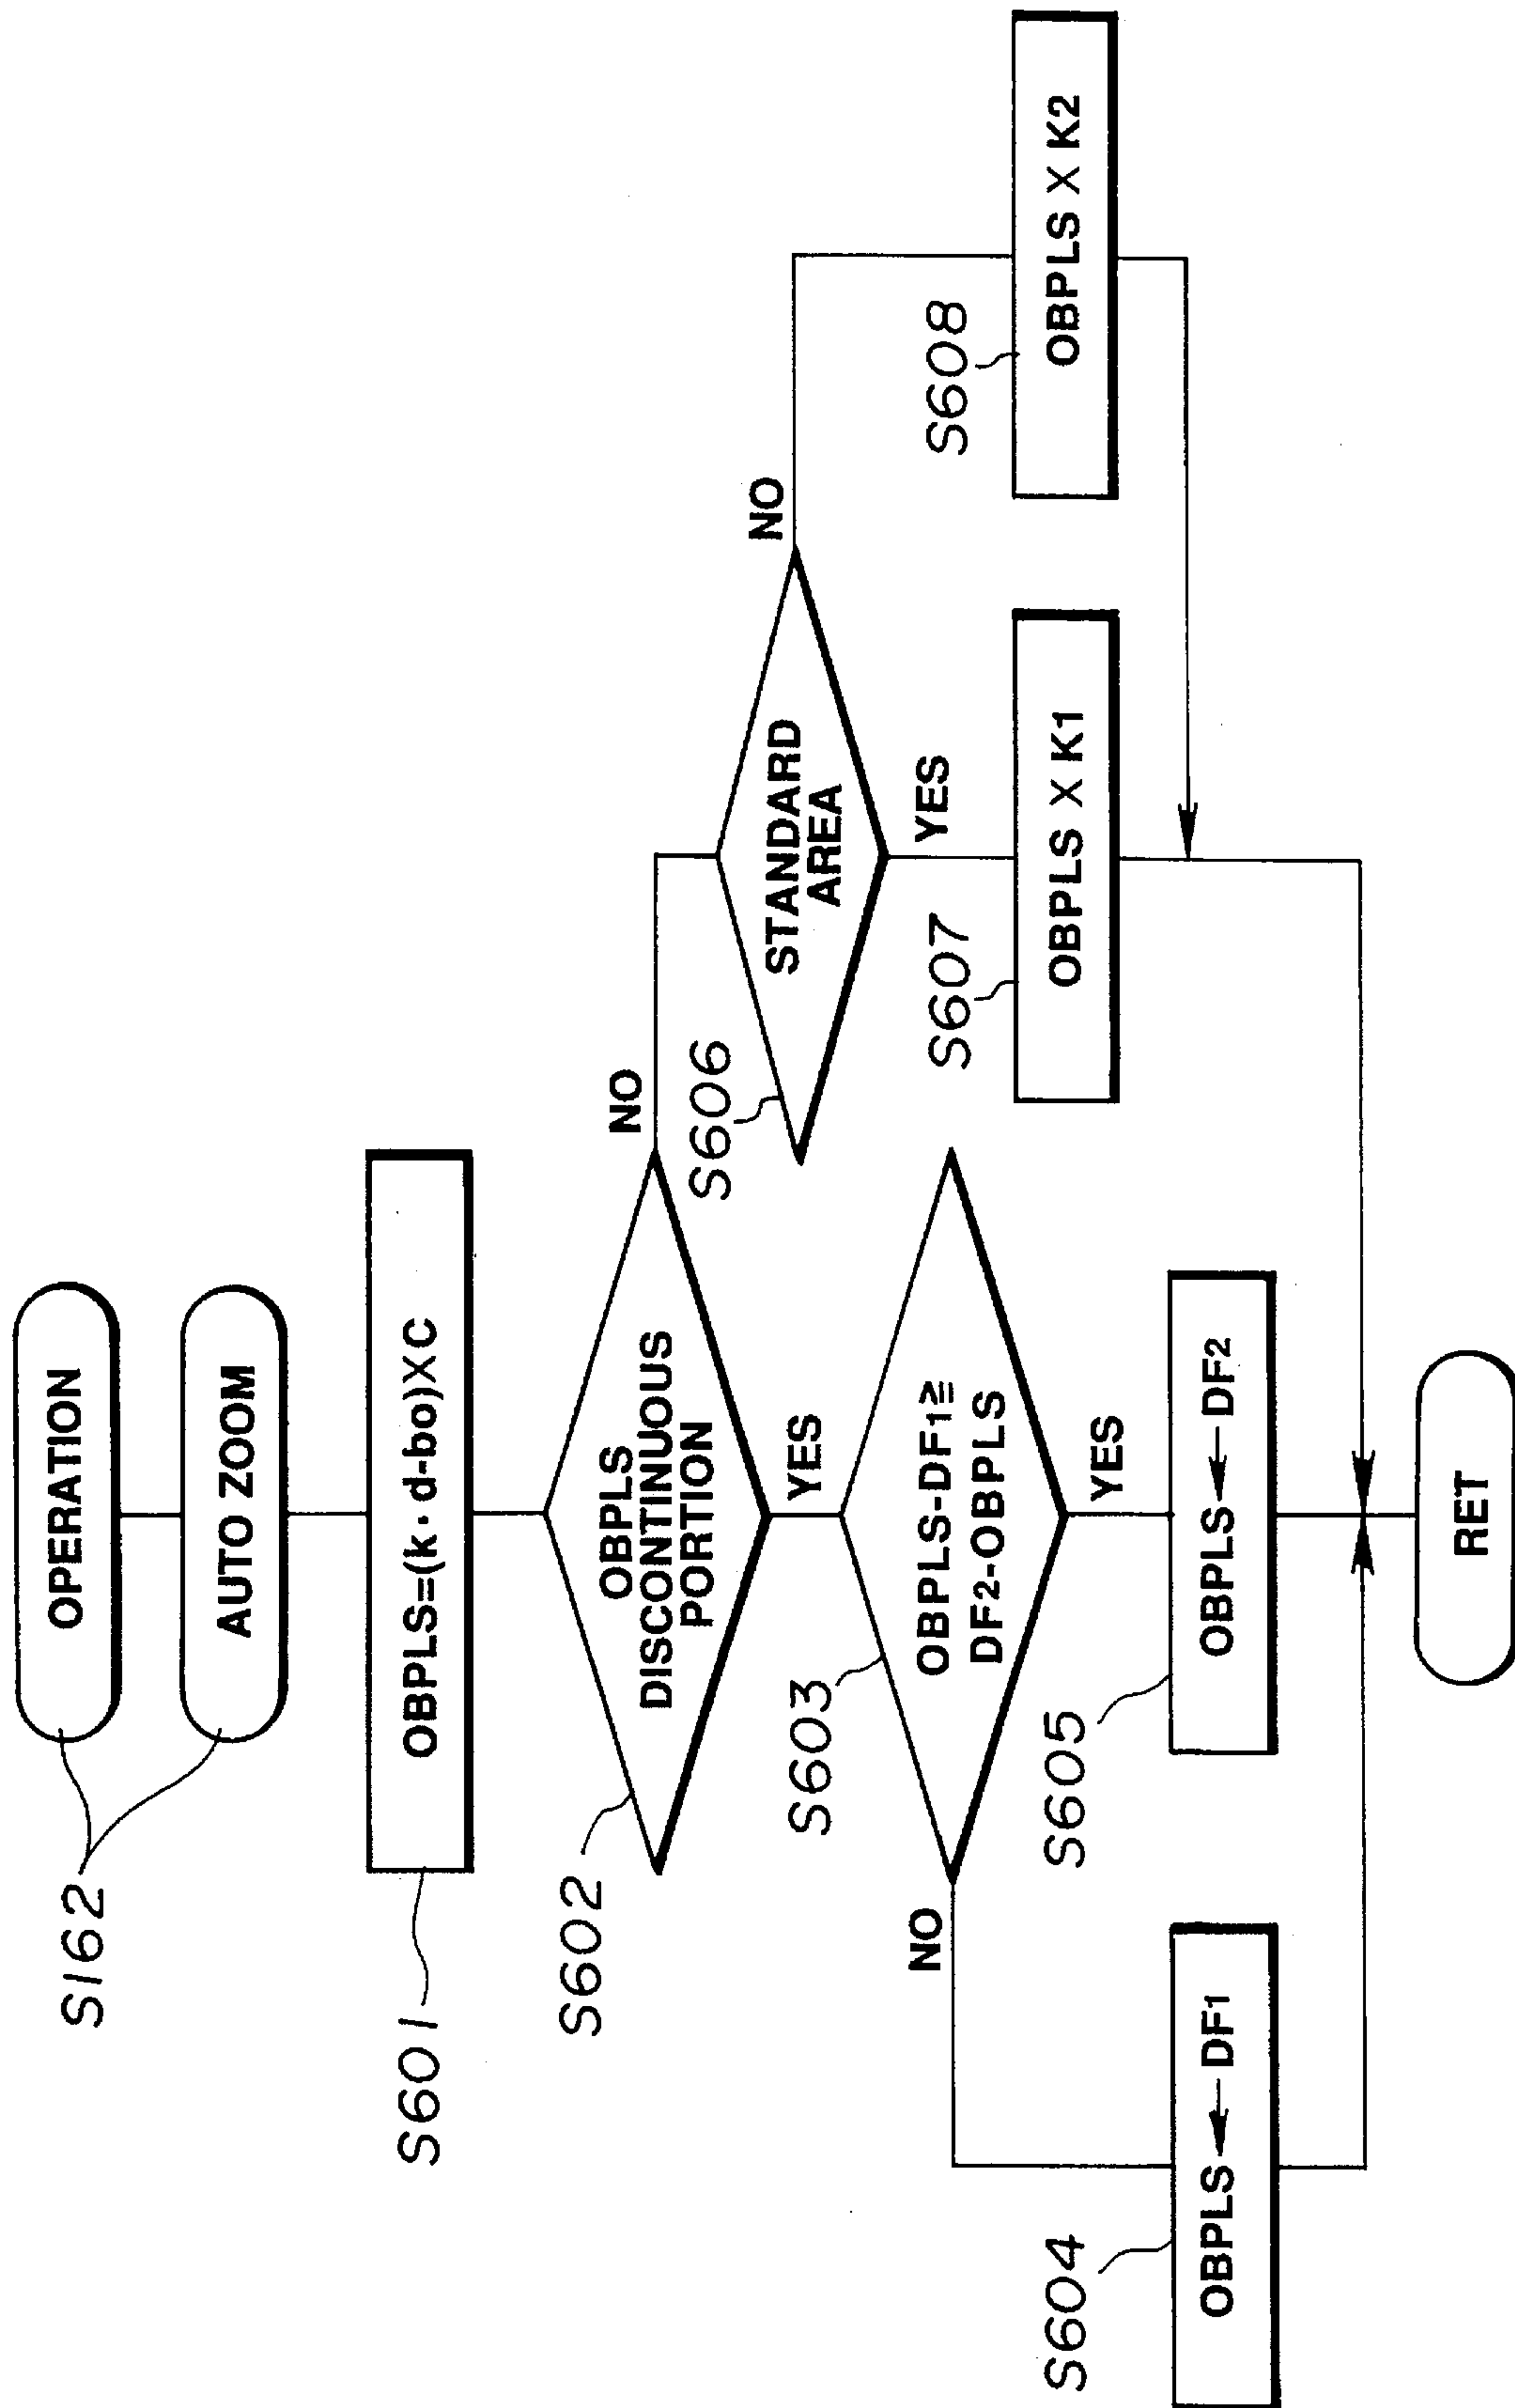 S162
OPERATION
AUTO ZOOM
S601
OBPLS=(k·d-bo)XC
S602
OBPLS
DISCONTINUOUS
PORTION
NO
YES
S603
OBPLS-DF1≧
DF2-OBPLS
NO
YES
S604
OBPLS←DF1
S605
OBPLS←DF2
S606
STANDARD
AREA
NO
YES
S607
OBPLS X K1
S608
OBPLS X K2
RET